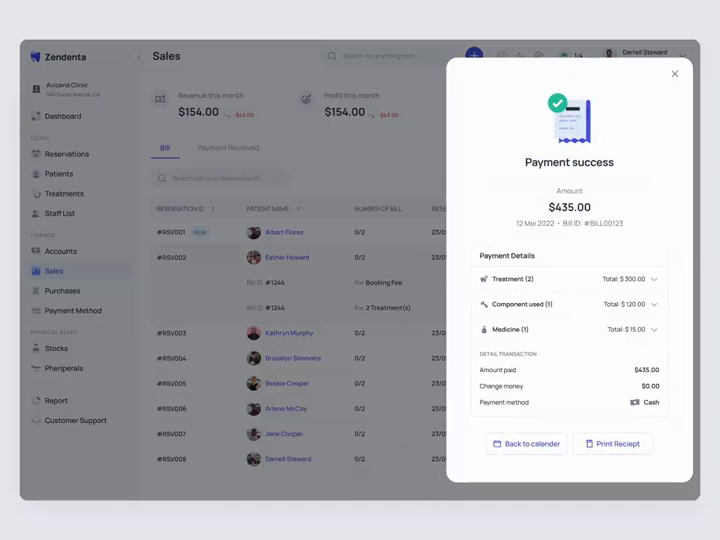 Zendenta
Avicena Clinic
Dashboard
CLINIC
Reservations
Patients
Treatments
Staff List
FINANCE
Accounts
Sales
Purchases
Payment Method
PHYSICAL ASSET
Stocks
Pheriperals
Report
Customer Support
Sales
1/4
Darrell Steward
Revenue this month
$154.00
-$43.00
Profit this month
$154.00
-$43.00
Bill
Payment Received
RESERVATION ID
PATIENT NAME
NUMBER OF BILL
#RSV001
NEW
Albert Flores
0/2
#RSV002
Esther Howard
0/2
Bill ID #1244
For Booking Fee
Bill ID #1244
For 2 Treatment(s)
#RSV003
Kathryn Murphy
0/2
#RSV004
Brooklyn Simmons
0/2
#RSV005
Bessie Cooper
0/2
#RSV006
Arlene McCoy
0/2
#RSV007
Jane Cooper
0/2
#RSV008
Darrell Steward
0/2
Payment success
Amount
$435.00
12 Mei 2022 • Bill ID: #BILL00123
Payment Details
Treatment (2)
Total: $ 300.00
Component used (1)
Total: $ 120.00
Medicine (1)
Total: $ 15.00
DETAIL TRANSACTION
Amount paid
$435.00
Change money
$0.00
Payment method
Cash
Back to calender
Print Reciept